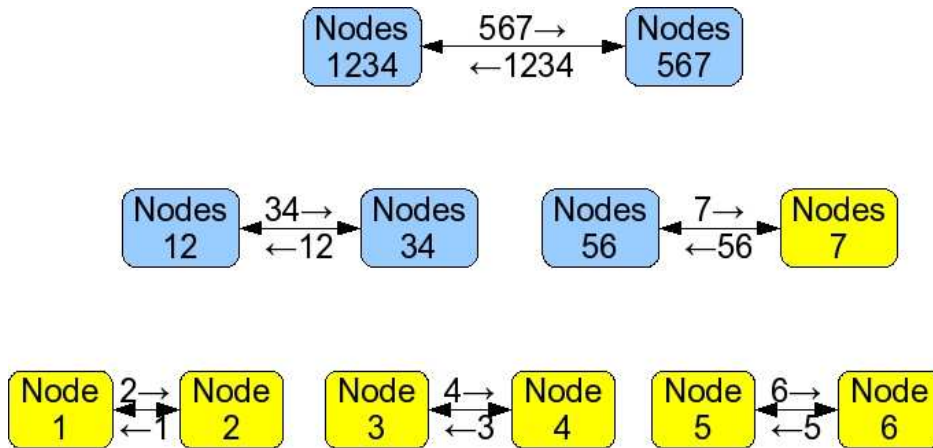 Nodes
1234
567→
←1234
Nodes
567
Nodes
12
34→
←12
Nodes
34
Nodes
56
7→
←56
Nodes
7
Node
1
2→
←1
Node
2
Node
3
4→
←3
Node
4
Node
5
6→
←5
Node
6